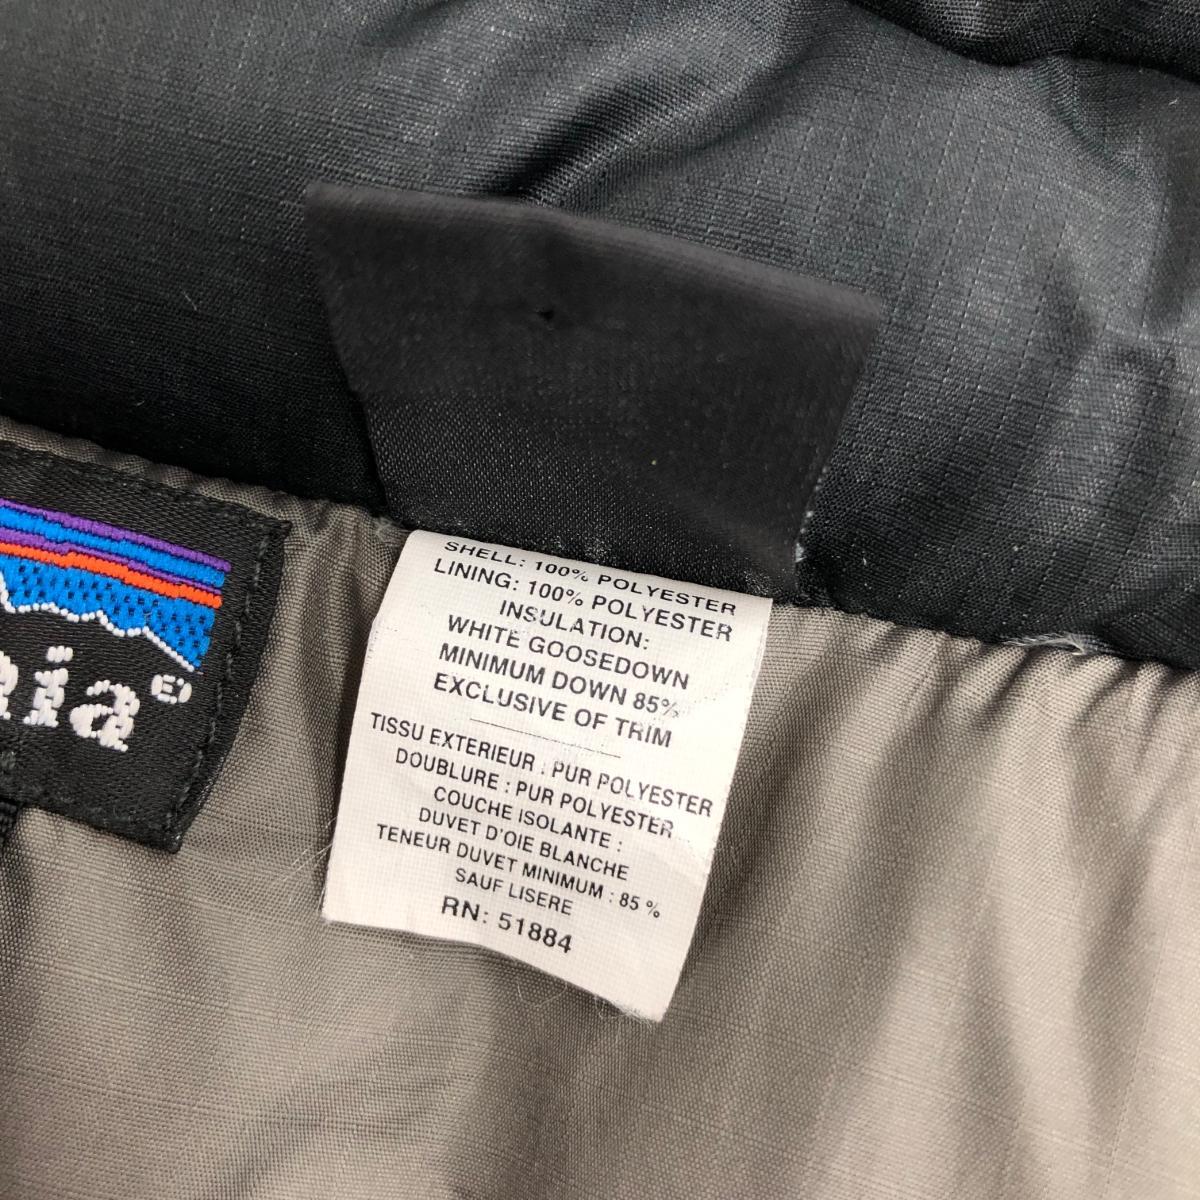 nia®
SHELL: 100% POLYESTER
LINING: 100% POLYESTER
INSULATION:
WHITE GOOSEDOWN
MINIMUM DOWN 85%
EXCLUSIVE OF TRIM
TISSU EXTERIEUR : PUR POLYESTER
DOUBLURE : PUR POLYESTER
COUCHE ISOLANTE :
DUVET D'OIE BLANCHE
TENEUR DUVET MINIMUM : 85 %
SAUF LISERE
RN: 51884